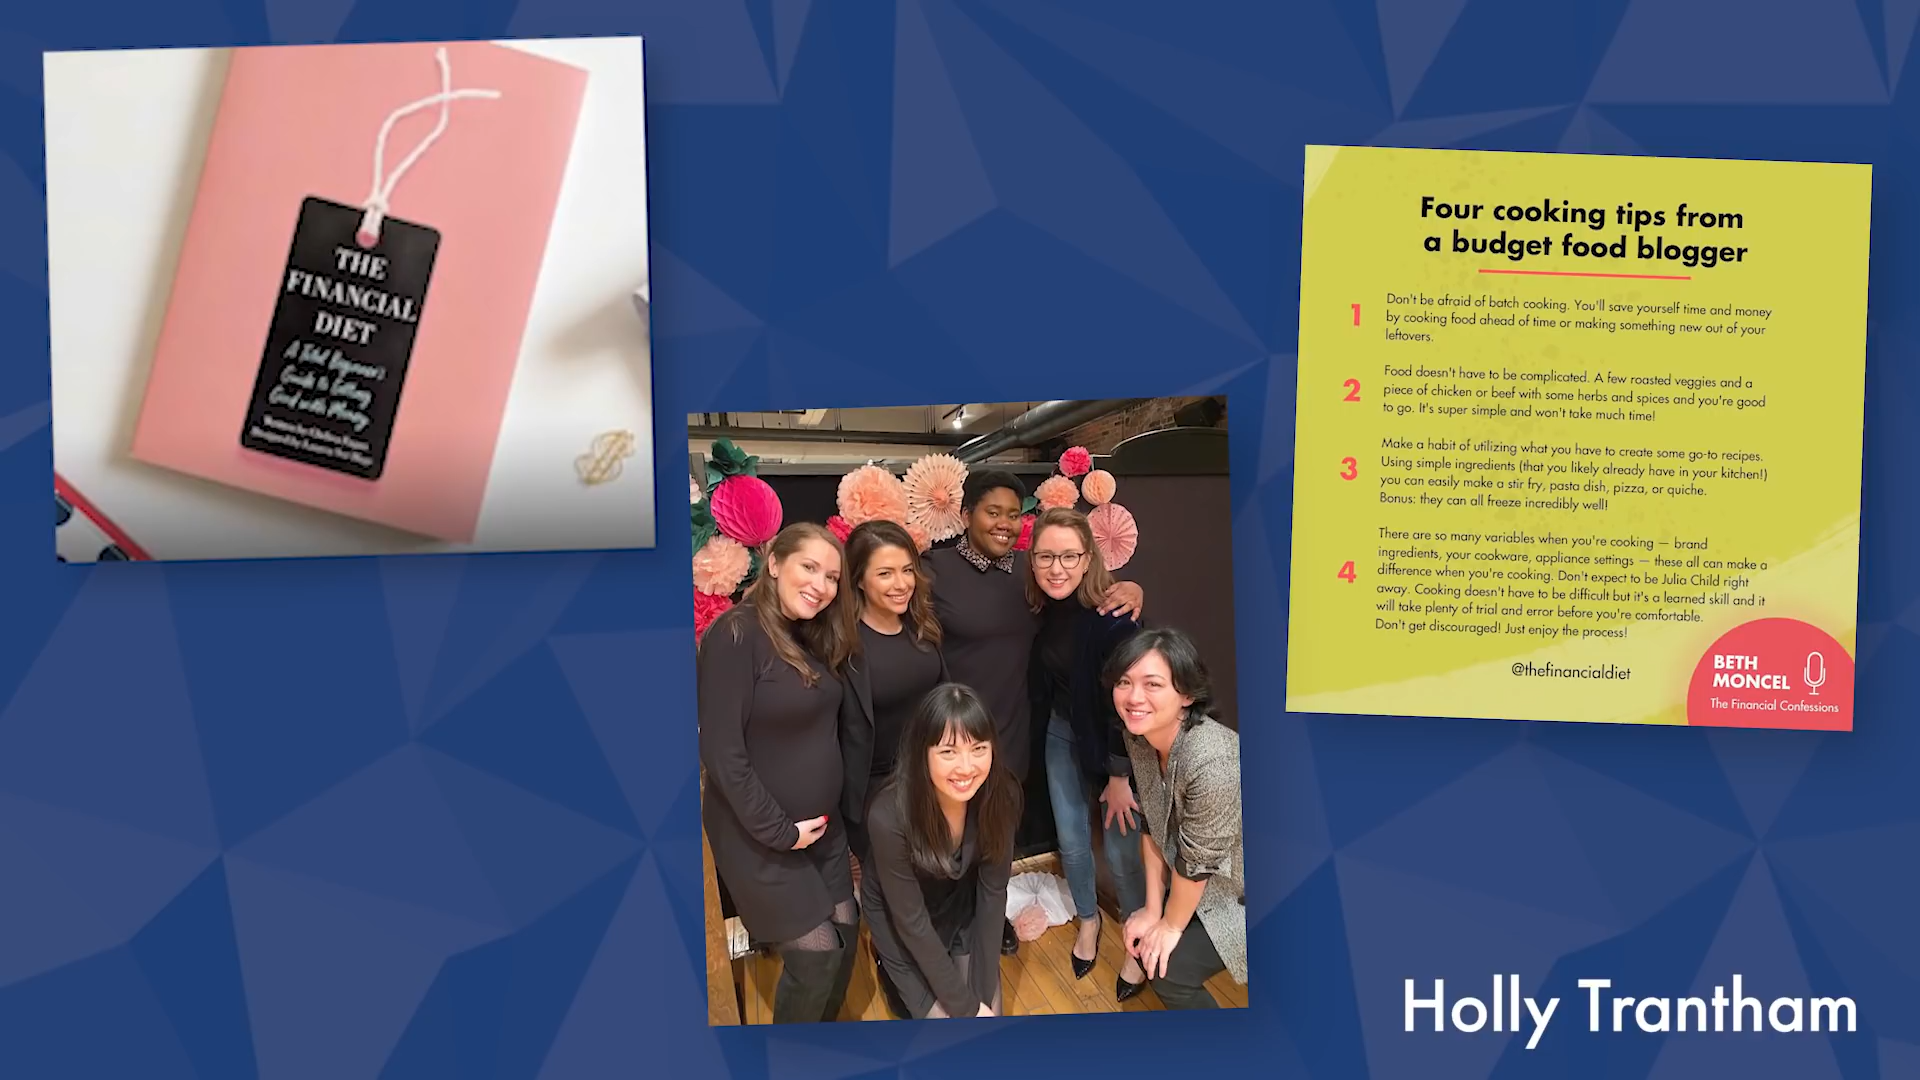 THE
FINANCIAL
DIET
A Total Beginner's
Guide to Getting
Good with Money
Four cooking tips from
a budget food blogger
1
Don't be afraid of batch cooking. You'll save yourself time and money
by cooking food ahead of time or making something new out of your
leftovers.
2
Food doesn't have to be complicated. A few roasted veggies and a
piece of chicken or beef with some herbs and spices and you're good
to go. It's super simple and won't take much time!
3
Make a habit of utilizing what you have to create some go-to recipes.
Using simple ingredients (that you likely already have in your kitchen!)
you can easily make a stir fry, pasta dish, pizza, or quiche.
Bonus: they can all freeze incredibly well!
4
There are so many variables when you're cooking — brand
ingredients, your cookware, appliance settings — these all can make a
difference when you're cooking. Don't expect to be Julia Child right
away. Cooking doesn't have to be difficult but it's a learned skill and it
will take plenty of trial and error before you're comfortable.
Don't get discouraged! Just enjoy the process!
@thefinancialdiet
BETH
MONCEL
The Financial Confessions
Holly Trantham